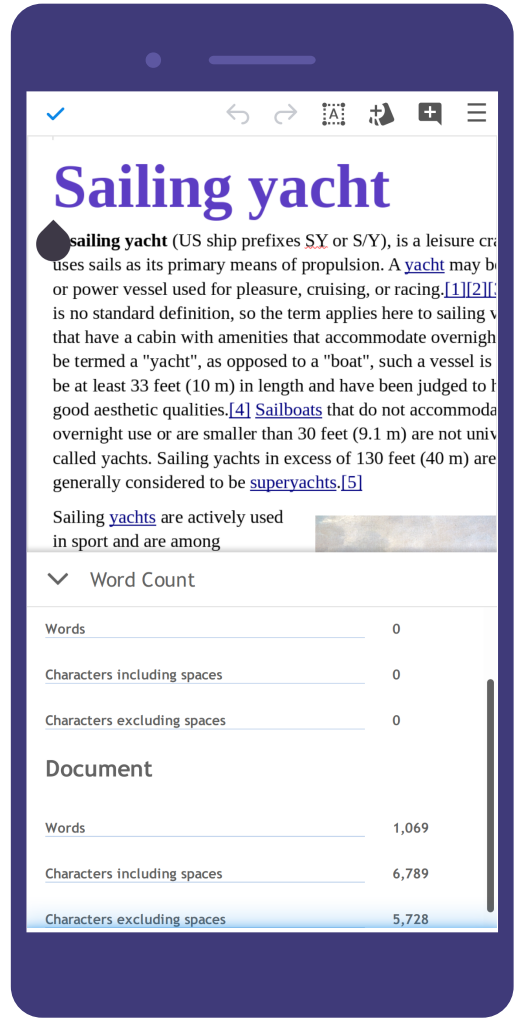 Sailing yacht
sailing yacht (US ship prefixes SY or S/Y), is a leisure cra
uses sails as its primary means of propulsion. A yacht may be
or power vessel used for pleasure, cruising, or racing.[1][2][3
is no standard definition, so the term applies here to sailing v
that have a cabin with amenities that accommodate overnigh
be termed a "yacht", as opposed to a "boat", such a vessel is
be at least 33 feet (10 m) in length and have been judged to h
good aesthetic qualities.[4] Sailboats that do not accommoda
overnight use or are smaller than 30 feet (9.1 m) are not univ
called yachts. Sailing yachts in excess of 130 feet (40 m) are
generally considered to be superyachts.[5]
Sailing yachts are actively used
in sport and are among
Word Count
Words 0
Characters including spaces 0
Characters excluding spaces 0
Document
Words 1,069
Characters including spaces 6,789
Characters excluding spaces 5,728